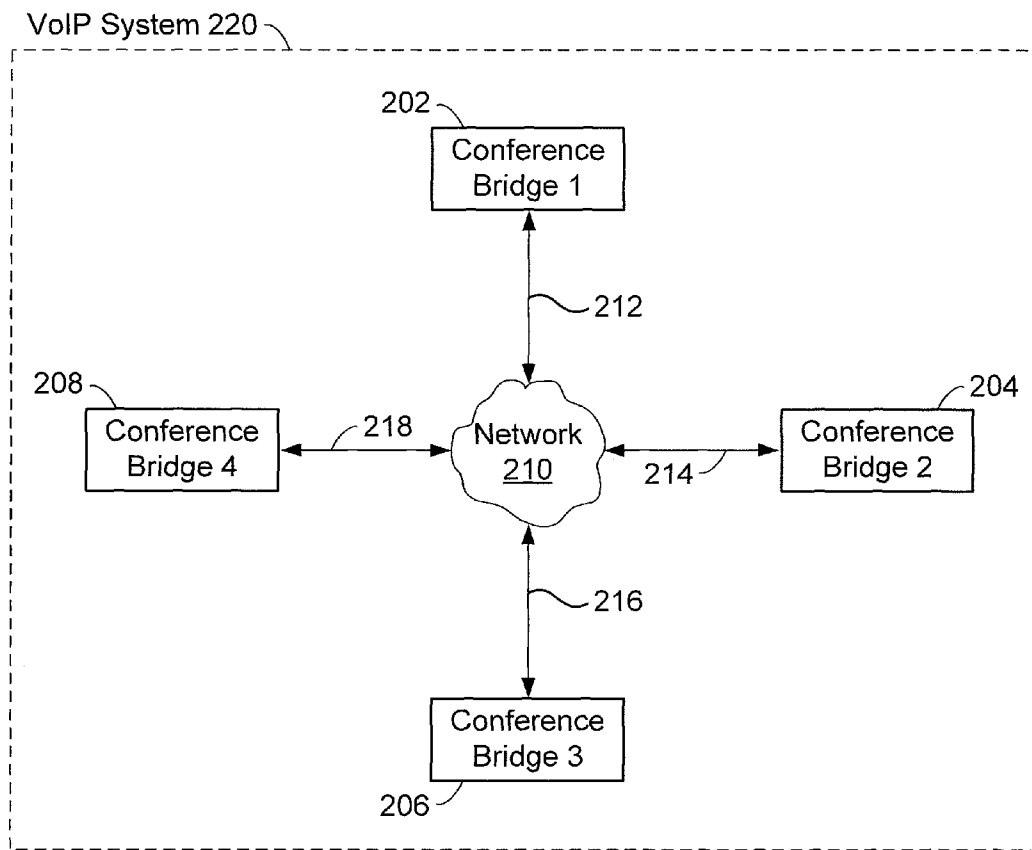 VoIP System 220
202
Conference
Bridge 1
212
208
Conference
Bridge 4
218
Network
210
214
204
Conference
Bridge 2
216
Conference
Bridge 3
206